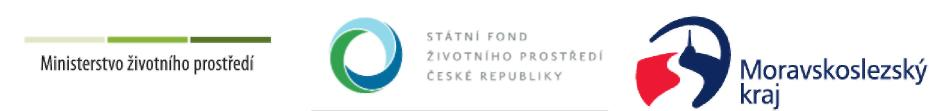 Ministerstvo životního prostředí
STÁTNÍ FOND
ŽIVOTNÍHO PROSTŘEDÍ
ČESKÉ REPUBLIKY
Moravskoslezský
kraj